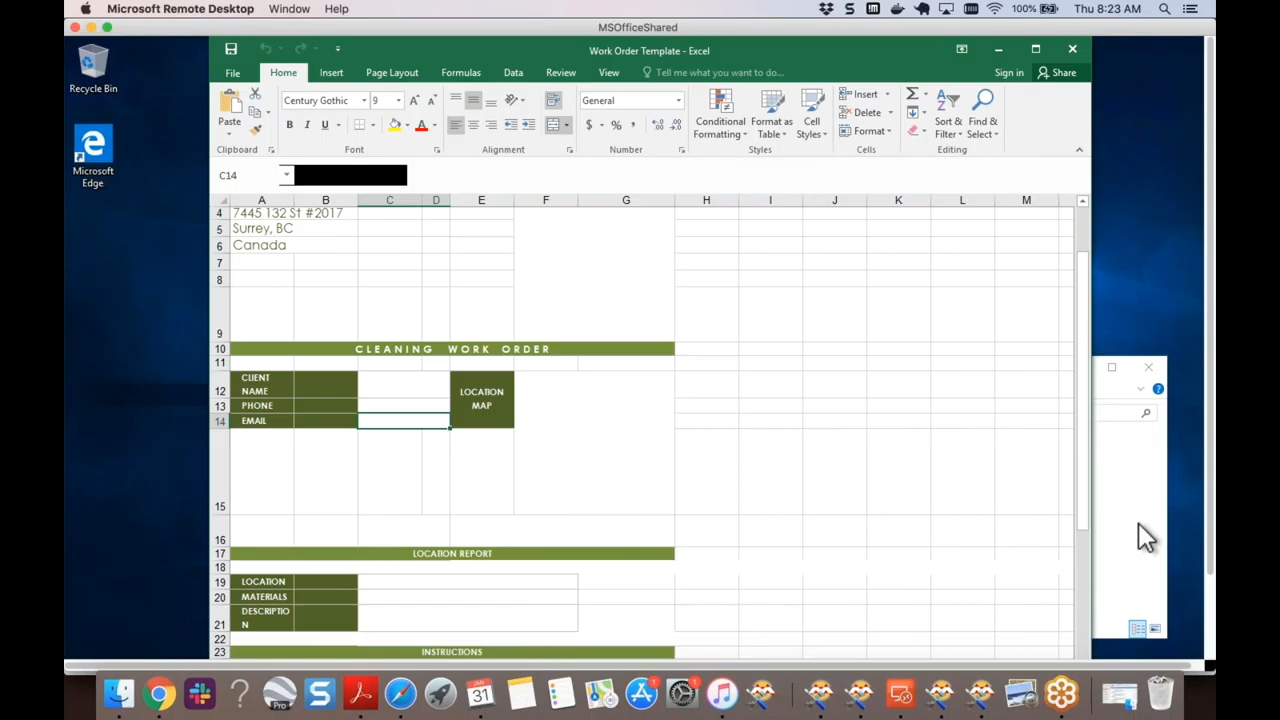 Microsoft Remote Desktop Window Help
100% Thu 8:23 AM
MSOfficeShared
Recycle Bin
Microsoft Edge
Work Order Template - Excel
File Home Insert Page Layout Formulas Data Review View Tell me what you want to do... Sign in Share
Paste
Century Gothic 9
B I U
General
$ % ,
Conditional Formatting
Format as Table
Cell Styles
Insert
Delete
Format
Sort & Filter
Find & Select
Clipboard Font Alignment Number Styles Cells Editing
C14
A B C D E F G H I J K L M
4 7445 132 St #2017
5 Surrey, BC
6 Canada
7
8
9
10 CLEANING WORK ORDER
11
12 CLIENT NAME
LOCATION MAP
13 PHONE
14 EMAIL
15
16
17 LOCATION REPORT
18
19 LOCATION
20 MATERIALS
21 DESCRIPTIO
N
22
23 INSTRUCTIONS
Pro
JAN
31
1
1